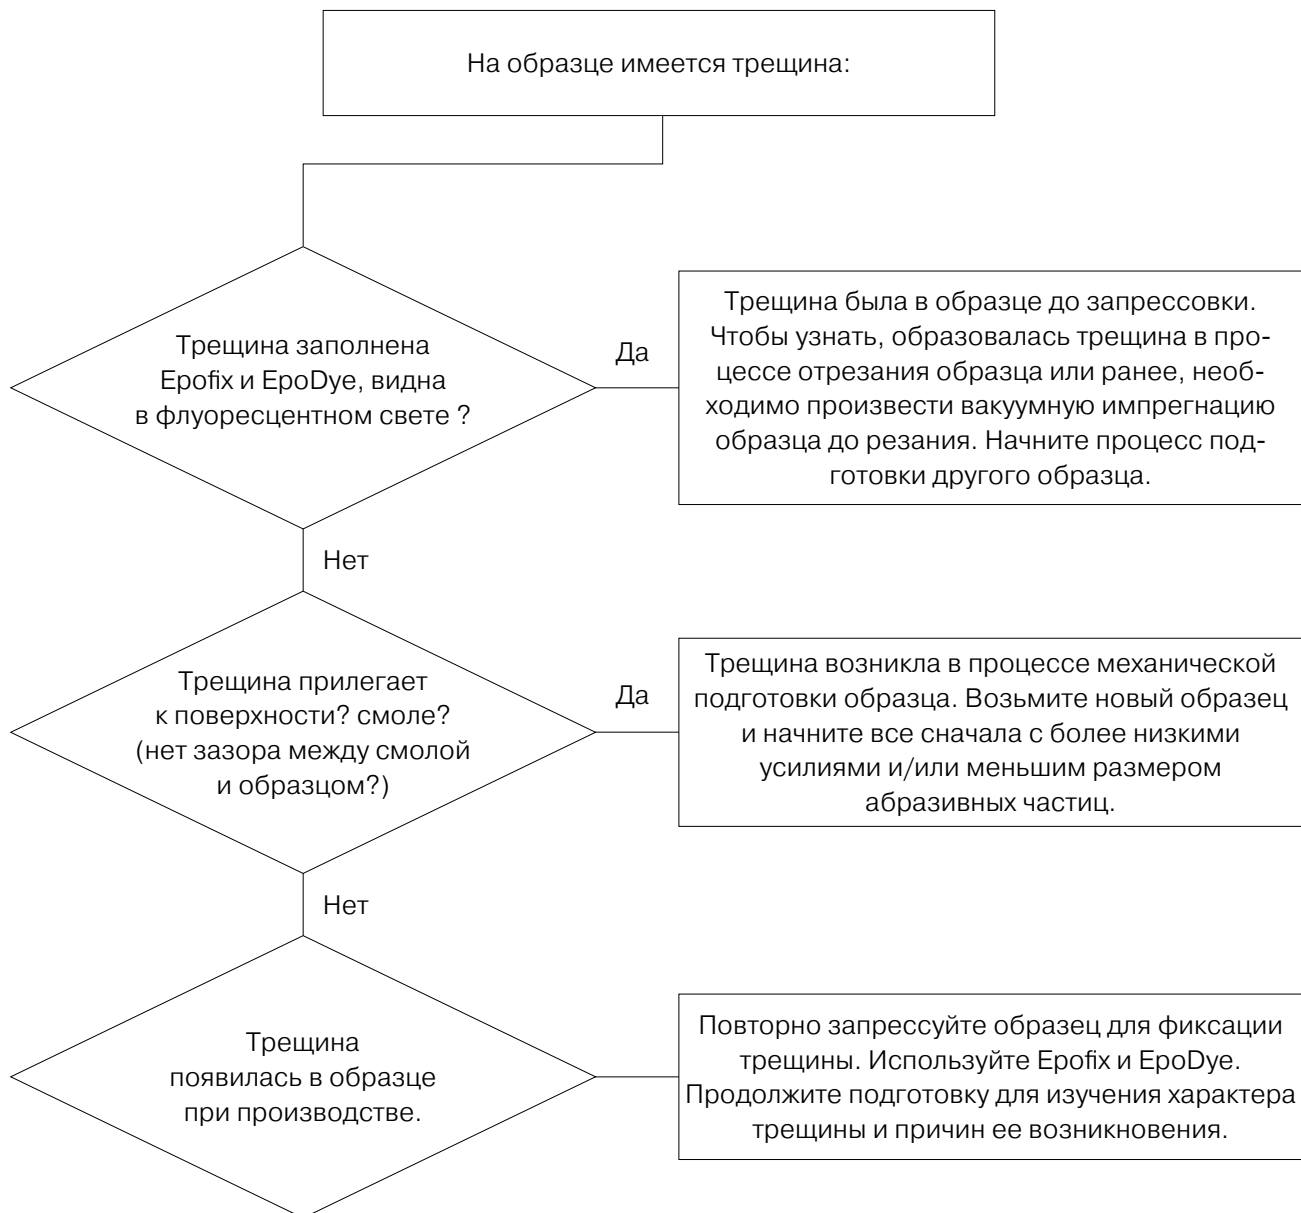 На образце имеется трещина:
Трещина заполнена
Epofix и EpoDye, видна
в флуоресцентном свете ?
Да
Трещина была в образце до запрессовки.
Чтобы узнать, образовалась трещина в про-
цессе отрезания образца или ранее, необ-
ходимо произвести вакуумную импрегнацию
образца до резания. Начните процесс под-
готовки другого образца.
Нет
Трещина прилегает
к поверхности? смоле?
(нет зазора между смолой
и образцом?)
Да
Трещина возникла в процессе механической
подготовки образца. Возьмите новый образец
и начните все сначала с более низкими
усилиями и/или меньшим размером
абразивных частиц.
Нет
Трещина
появилась в образце
при производстве.
Повторно запрессуйте образец для фиксации
трещины. Используйте Epofix и EpoDye.
Продолжите подготовку для изучения характера
трещины и причин ее возникновения.